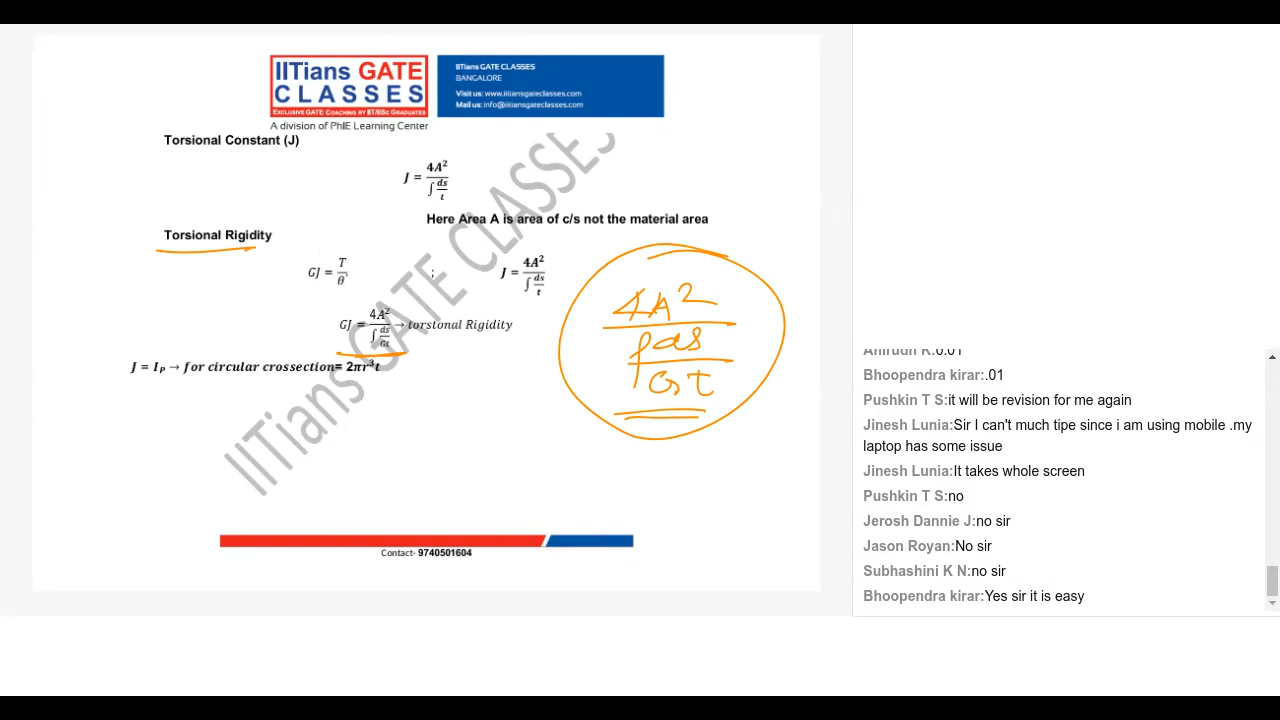 IITians GATE
CLASSES
EXCLUSIVE GATE COACHING BY IIT/IISc GRADUATES
A division of PhIE Learning Center
IITians GATE CLASSES
BANGALORE
Visit us: www.iitiansgateclasses.com
Mail us: info@iitiansgateclasses.com
Torsional Constant (J)
J = 4A² / ∫ ds/t
Here Area A is area of c/s not the material area
Torsional Rigidity
GJ = T/θ' ; J = 4A² / ∫ ds/t
GJ = 4A² / ∫ ds/Gt → torstonal Rigidity
J = I_P → for circular crossection= 2πr³t
4A²
∫ds
Gt
IITians GATE CLASSES
Contact- 9740501604
Anirudh K:0.01
Bhoopendra kirar:.01
Pushkin T S:it will be revision for me again
Jinesh Lunia:Sir I can't much tipe since i am using mobile .my
laptop has some issue
Jinesh Lunia:It takes whole screen
Pushkin T S:no
Jerosh Dannie J:no sir
Jason Royan:No sir
Subhashini K N:no sir
Bhoopendra kirar:Yes sir it is easy